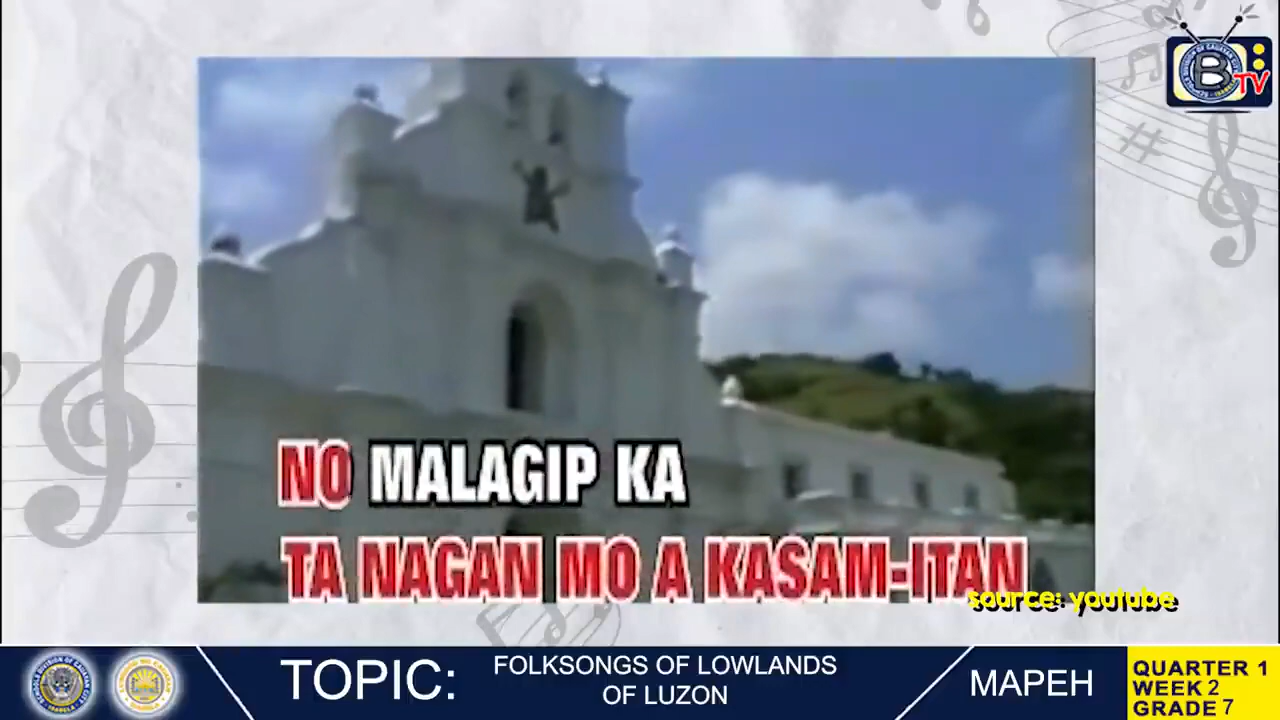 B
TV
NO MALAGIP KA
TA NAGAN MO A KASAM-ITAN
source: youtube
TOPIC:
FOLKSONGS OF LOWLANDS
OF LUZON
MAPEH
QUARTER 1
WEEK 2
GRADE 7